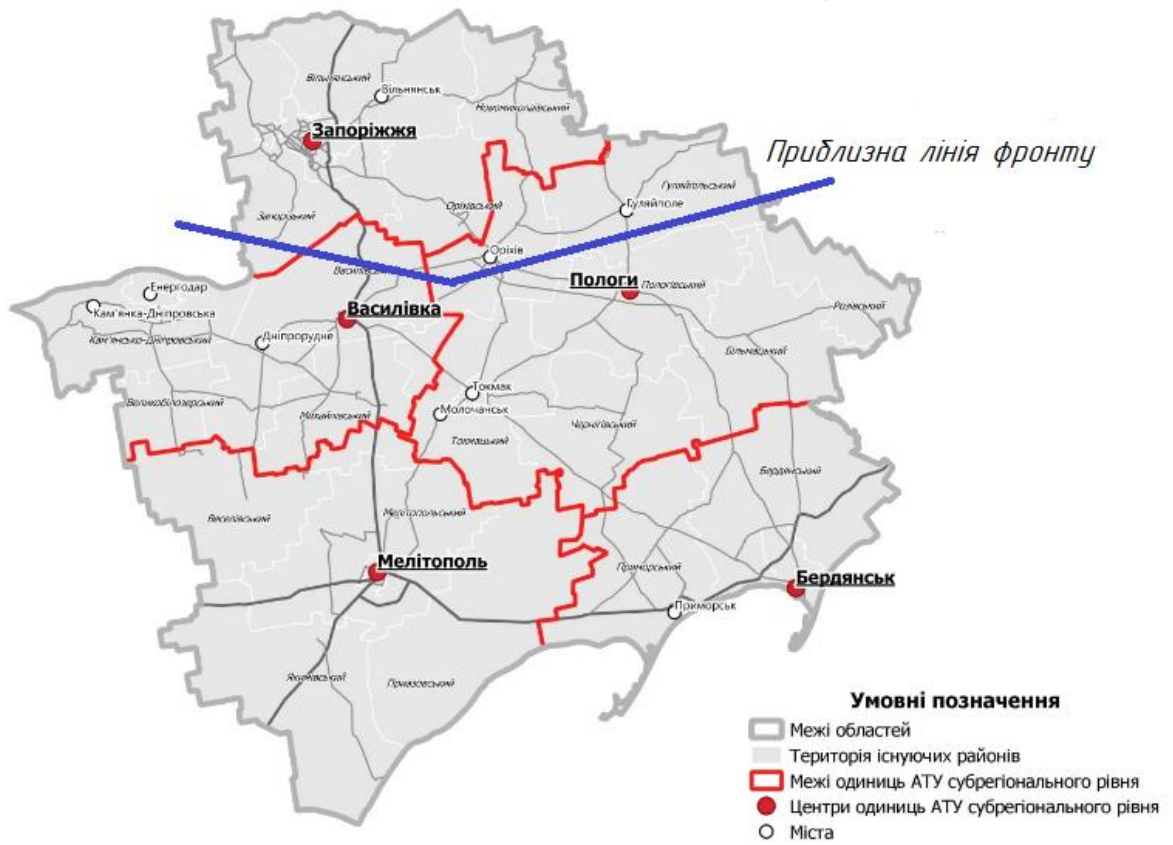 Вільнянський
Вільнянськ
Новомиколаївський
Запоріжжя
Приблизна лінія фронту
Гуляйпільський
Гуляйполе
Оріхівський
Запорізький
Оріхів
Василівс
Пологи
Пологівський
Енергодар
Кам'янка-Дніпровська
Василівка
Розівський
Кам'янсько-Дніпровський
Дніпрорудне
Більмацький
Токмак
Великобілозерський
Михайлівський
Молочанськ
Токмацький
Чернігівський
Бердянський
Веселівський
Мелітопольський
Мелітополь
Приморський
Бердянськ
Приморськ
Якимівський
Приазовський
Умовні позначення
Межі областей
Територія існуючих районів
Межі одиниць АТУ субрегіонального рівня
Центри одиниць АТУ субрегіонального рівня
Міста